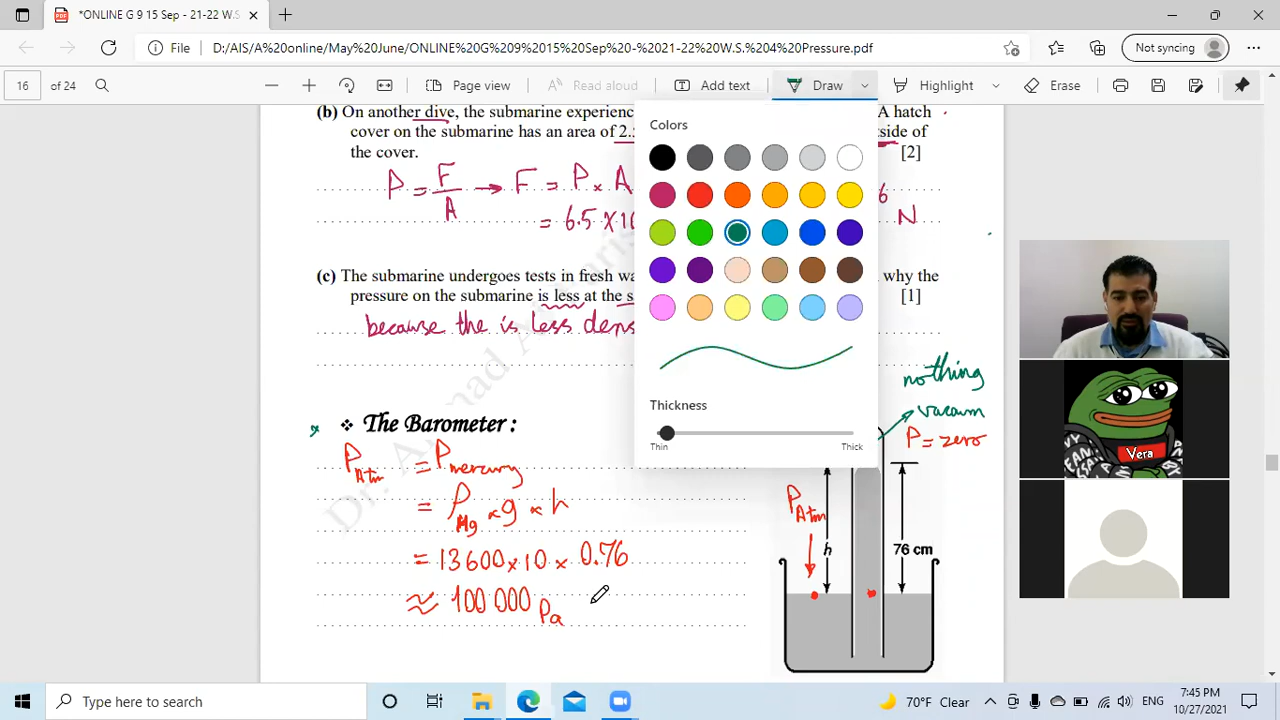 *ONLINE G 9 15 Sep - 21-22 W.S.
File D:/AIS/A%20online/May%20June/ONLINE%20G%209%2015%20Sep%20-%2021-22%20W.S.%204%20Pressure.pdf Not syncing
16 of 24 Page view Read aloud Add text Draw Highlight Erase
(b) On another dive, the submarine experienc A hatch
cover on the submarine has an area of 2. side of
the cover. [2]
P = F/A → F = P × A 6
= 6.5 × 10 N
(c) The submarine undergoes tests in fresh wa why the
pressure on the submarine is less at the s [1]
because the is less dens
Colors
Thickness
Thin Thick
nothing
vacuum
P = zero
❖ The Barometer :
P Atm = P mercury
= ρ Hg × g × h
= 13600 × 10 × 0.76
≈ 100 000 Pa
P Atm
h
76 cm
Dr. Ahmad
Vera
Type here to search
70°F Clear ENG 7:45 PM
10/27/2021